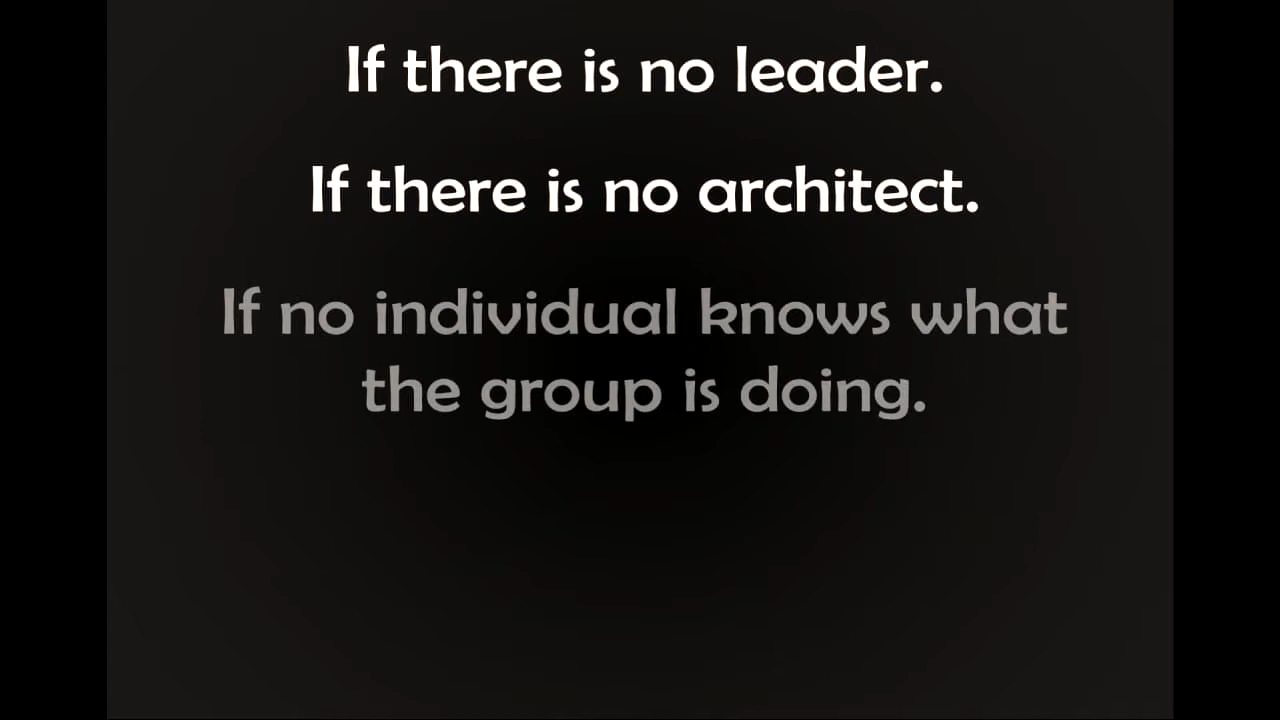 If there is no leader.
If there is no architect.
If no individual knows what
the group is doing.